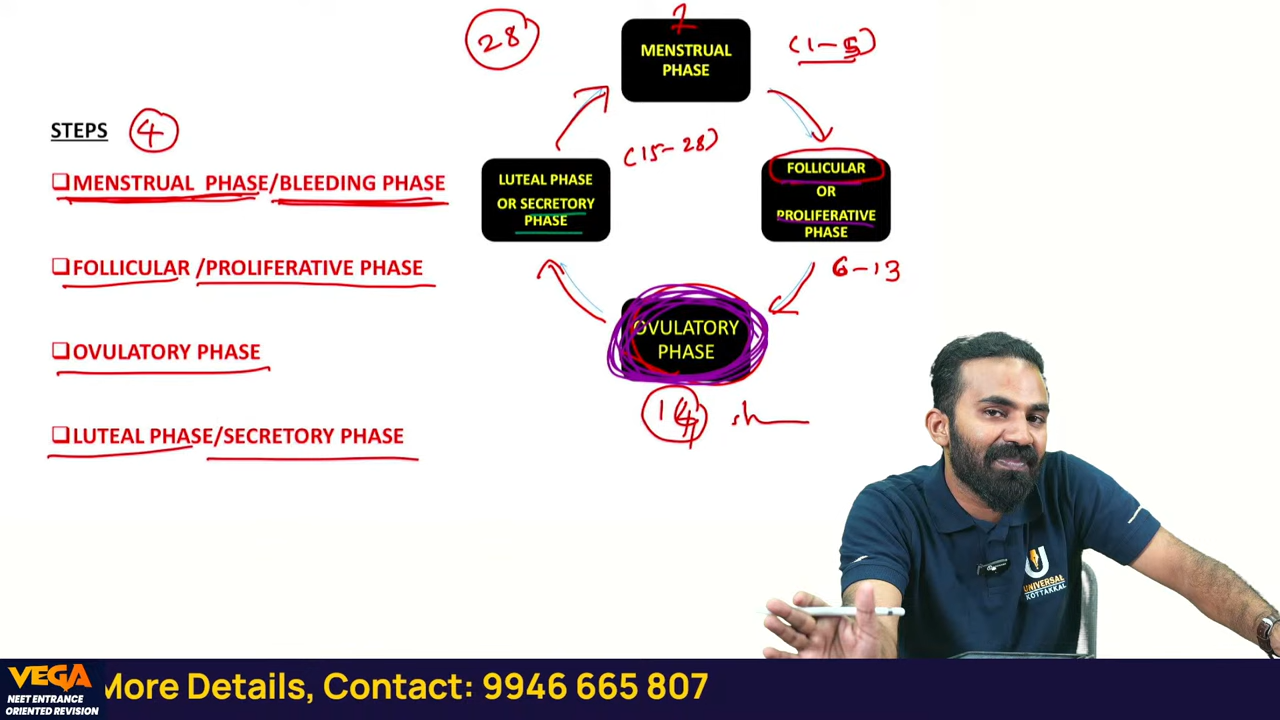 28
1
MENSTRUAL
PHASE
(1-5)
STEPS 4
❑MENSTRUAL PHASE/BLEEDING PHASE
❑FOLLICULAR /PROLIFERATIVE PHASE
❑OVULATORY PHASE
❑LUTEAL PHASE/SECRETORY PHASE
(15-28)
LUTEAL PHASE
OR SECRETORY
PHASE
FOLLICULAR
OR
PROLIFERATIVE
PHASE
6-13
OVULATORY
PHASE
14
UNIVERSAL
KOTTAKKAL
VEGA
NEET ENTRANCE
ORIENTED REVISION
More Details, Contact: 9946 665 807